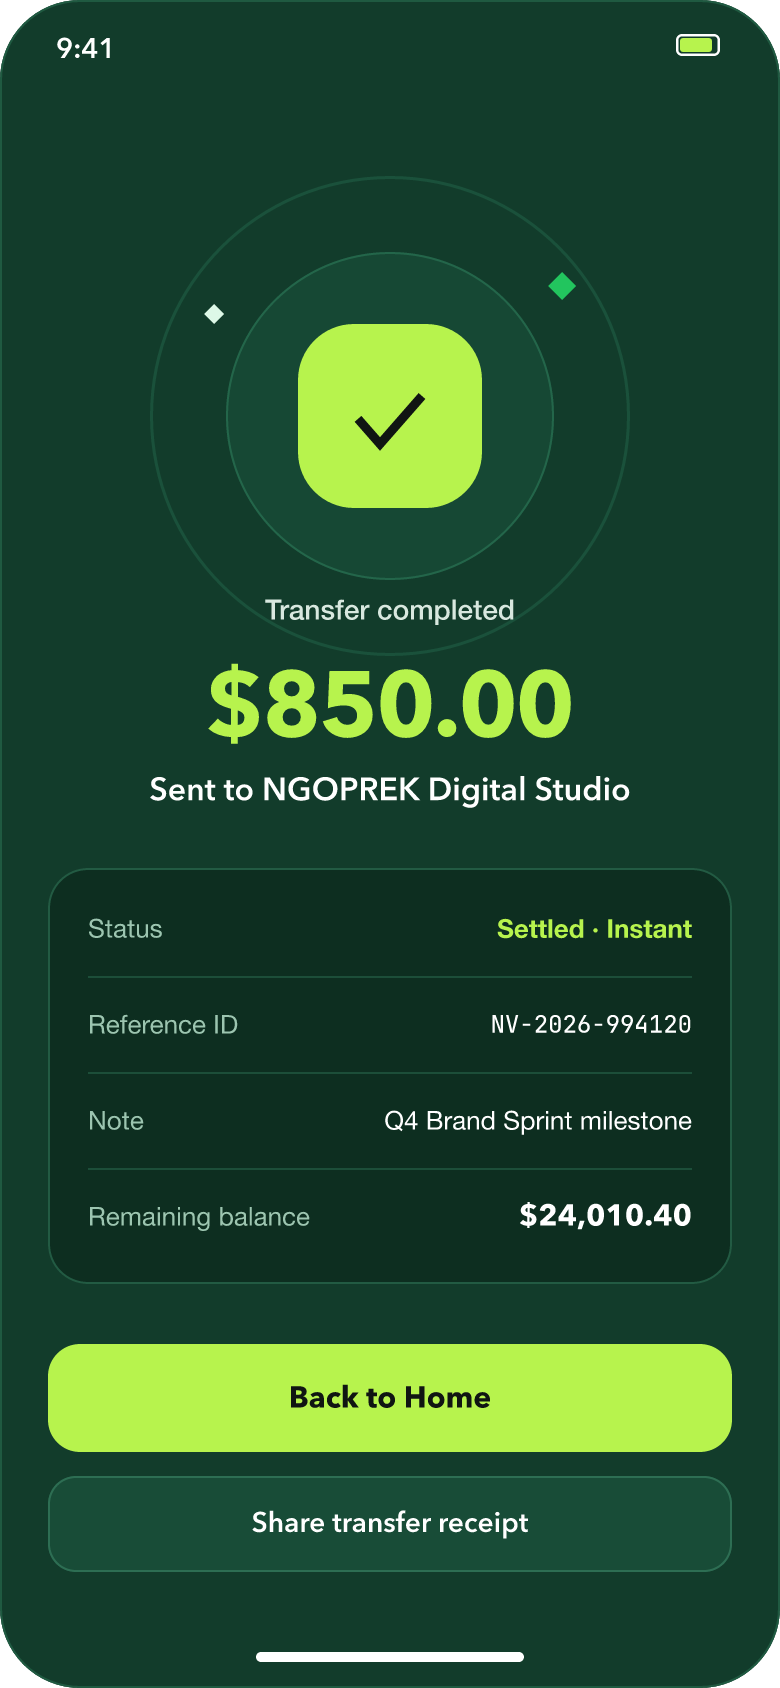 9:41
Transfer completed
$850.00
Sent to NGOPREK Digital Studio
Status Settled · Instant
Reference ID NV-2026-994120
Note Q4 Brand Sprint milestone
Remaining balance $24,010.40
Back to Home
Share transfer receipt